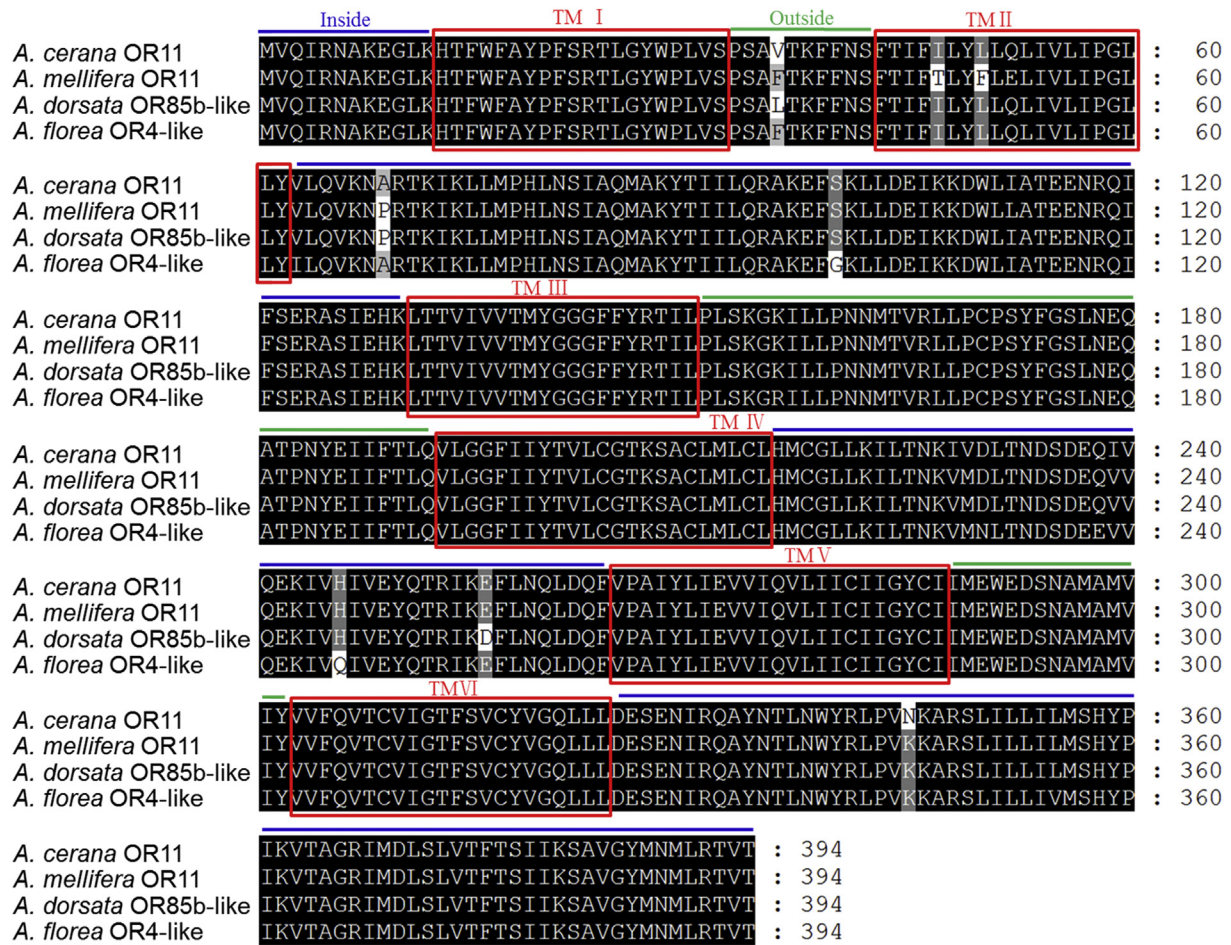 Inside TM I Outside TM II
A. cerana OR11 MVQIRNAKEGLKHTFWFAYPFSRTLGYWPLVSPSAVTKFFNSFTIFILYLLQLIVLIPGL : 60
A. mellifera OR11 MVQIRNAKEGLKHTFWFAYPFSRTLGYWPLVSPSAFTKFFNSFTIFTLYFLELIVLIPGL : 60
A. dorsata OR85b-like MVQIRNAKEGLKHTFWFAYPFSRTLGYWPLVSPSALTKFFNSFTIFILYLLQLIVLIPGL : 60
A. florea OR4-like MVQIRNAKEGLKHTFWFAYPFSRTLGYWPLVSPSAFTKFFNSFTIFILYLLQLIVLIPGL : 60
A. cerana OR11 LYVLQVKNARTKIKLLMPHLNSIAQMAKYTIILQRAKEFSKLLDEIKKDWLIATEENRQI : 120
A. mellifera OR11 LYVLQVKNPRTKIKLLMPHLNSIAQMAKYTIILQRAKEFSKLLDEIKKDWLLATEENRQI : 120
A. dorsata OR85b-like LYVLQVKNPRTKIKLLMPHLNSIAQMAKYTIILQRAKEFSKLLDEIKKDWLIATEENRQI : 120
A. florea OR4-like LYILQVKNARTKIKLLMPHLNSIAQMAKYTIILQRAKEFGKLLDEIKKDWLIATEENRQI : 120
TM III
A. cerana OR11 FSERASIEHKLTTVIVVTMYGGGFFYRTILPLSKGKILLPNNMTVRLLPCPSYFGSLNEQ : 180
A. mellifera OR11 FSERASIEHKLTTVIVVTMYGGGFFYRTILPLSKGKILLPNNMTVRLLPCPSYFGSLNEQ : 180
A. dorsata OR85b-like FSERASIEHKLTTVIVVTMYGGGFFYRTILPLSKGKILLPNNMTVRLLPCPSYFGSLNEQ : 180
A. florea OR4-like FSERASIEHKLTTVIVVTMYGGGFFYRTILPLSKGRILLPNNMTVRLLPCPSYFGSLNEQ : 180
TM IV
A. cerana OR11 ATPNYEIIFTLQVLGGFIIYTVLCGTKSACLMLCLHMCGLLKILTNKIVDLTNDSDEQIV : 240
A. mellifera OR11 ATPNYEIIFTLQVLGGFIIYTVLCGTKSACLMLCLHMCGLLKILTNKMVDLTNDSDEQVV : 240
A. dorsata OR85b-like ATPNYEIIFTLQVLGGFIIYTVLCGTKSACLMLCLHMCGLLKILTNKVMDLTNDSDEQVV : 240
A. florea OR4-like ATPNYEIIFTLQVLGGFIIYTVLCGTKSACLMLCLHMCGLLKILTNKVMNLTNDSDEEVV : 240
TM V
A. cerana OR11 QEKIVHIVEYQTRIKEFLNQLDQFVPAIYLIEVVIQVLIICIIGYCIIMEWEDSNAMAMV : 300
A. mellifera OR11 QEKIVHIVEYQTRIKEFLNQLDQFVPAIYLIEVVIQVLIICIIGYCIIMEWEDSNAMAMV : 300
A. dorsata OR85b-like QEKIVHIVEYQTRIKDFLNQLDQFVPAIYLIEVVIQVLIICIIGYCIIMEWEDSNAMAMV : 300
A. florea OR4-like QEKIVQIVEYQTRIKEFLNQLDQFVPAIYLIEVVIQVLIICIIGYCIIMEWEDSNAMAMV : 300
TM VI
A. cerana OR11 IYVVFQVTCVIGTFSVCYVGQLLLDESENIRQAYNTLNWYRLPVNKARSLILLILMSHYP : 360
A. mellifera OR11 IYVVFQVTCVIGTFSVCYVGQLLLDESENIRQAYNTLNWYRLPVKKARSLILLILMSHYP : 360
A. dorsata OR85b-like IYVVFQVTCVIGTFSVCYVGQLLLDESENIRQAYNTLNWYRLPVKKARSLILLILMSHYP : 360
A. florea OR4-like IYVVFQVTCVIGTFSVCYVGQLLLDESENIRQAYNTLNWYRLPVKKARSLILLIVMSHYP : 360
A. cerana OR11 IKVTAGRIMDLSLVTFTSIIKSAVGYMNMLRTVT : 394
A. mellifera OR11 IKVTAGRIMDLSLVTFTSIIKSAVGYMNMLRTVT : 394
A. dorsata OR85b-like IKVTAGRIMDLSLVTFTSIIKSAVGYMNMLRTVT : 394
A. florea OR4-like IKVTAGRIMDLSLVTFTSIIKSAVGYMNMLRTVT : 394